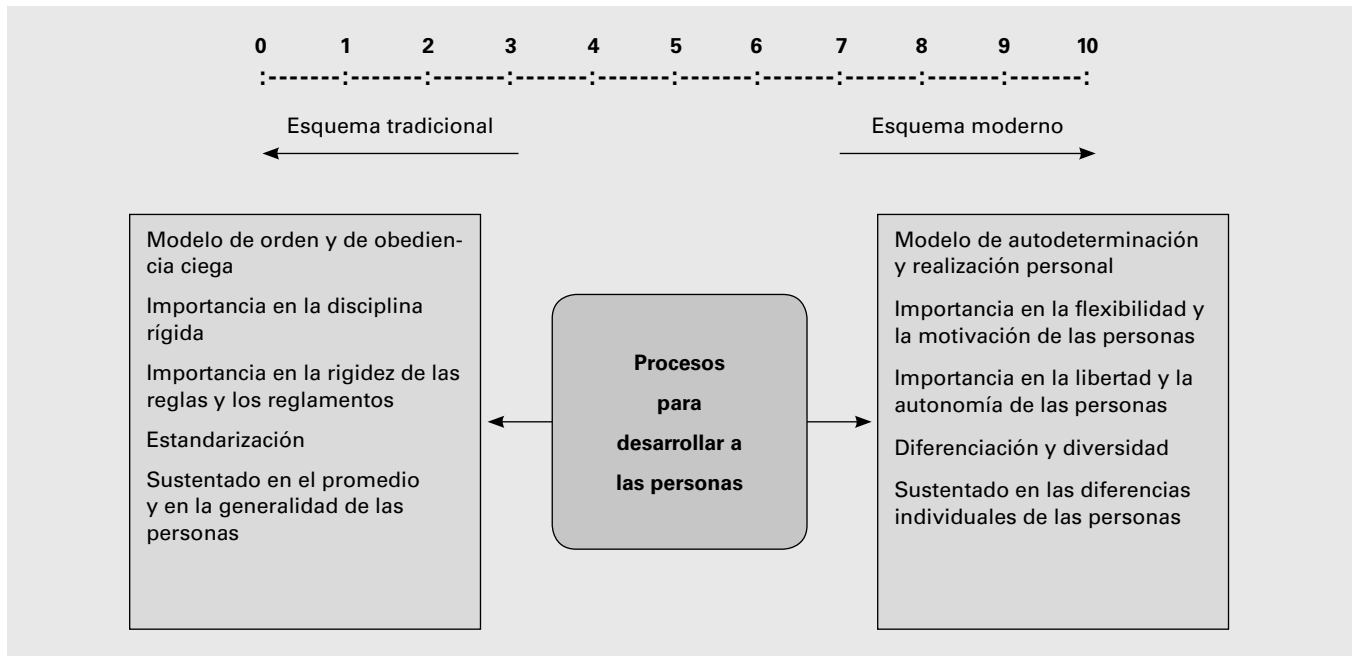 0 1 2 3 4 5 6 7 8 9 10
:-------:-------:-------:-------:-------:-------:-------:-------:-------:-------:
Esquema tradicional
Esquema moderno
Modelo de orden y de obedien-
cia ciega
Importancia en la disciplina
rígida
Importancia en la rigidez de las
reglas y los reglamentos
Estandarización
Sustentado en el promedio
y en la generalidad de las
personas
Procesos
para
desarrollar a
las personas
Modelo de autodeterminación
y realización personal
Importancia en la flexibilidad y
la motivación de las personas
Importancia en la libertad y la
autonomía de las personas
Diferenciación y diversidad
Sustentado en las diferencias
individuales de las personas